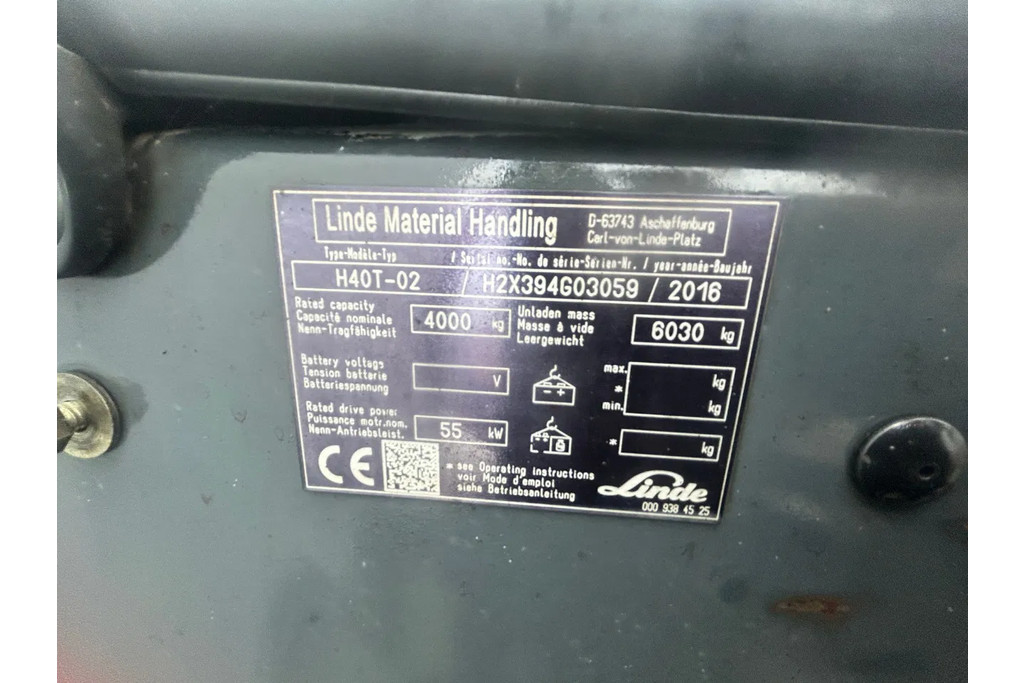 Linde Material Handling
D-63743 Aschaffenburg
Carl-von-Linde-Platz
Type-Modèle-Typ / Serial no.-No. de série-Serien-Nr. / year-année-Baujahr
H40T-02 / H2X394G03059 / 2016
Rated capacity
Capacité nominale
Nenn-Tragfähigkeit
4000 kg
Unladen mass
Masse à vide
Leergewicht
6030 kg
Battery voltage
Tension batterie
Batteriespannung
V
- +
max.
*
min.
kg
kg
Rated drive power
Puissance motr.nom.
Nenn-Antriebsleist.
55 kW
* kg
CE
* see Operating instructions
voir Mode d'emploi
siehe Betriebsanleitung
Linde
000 938 45 25